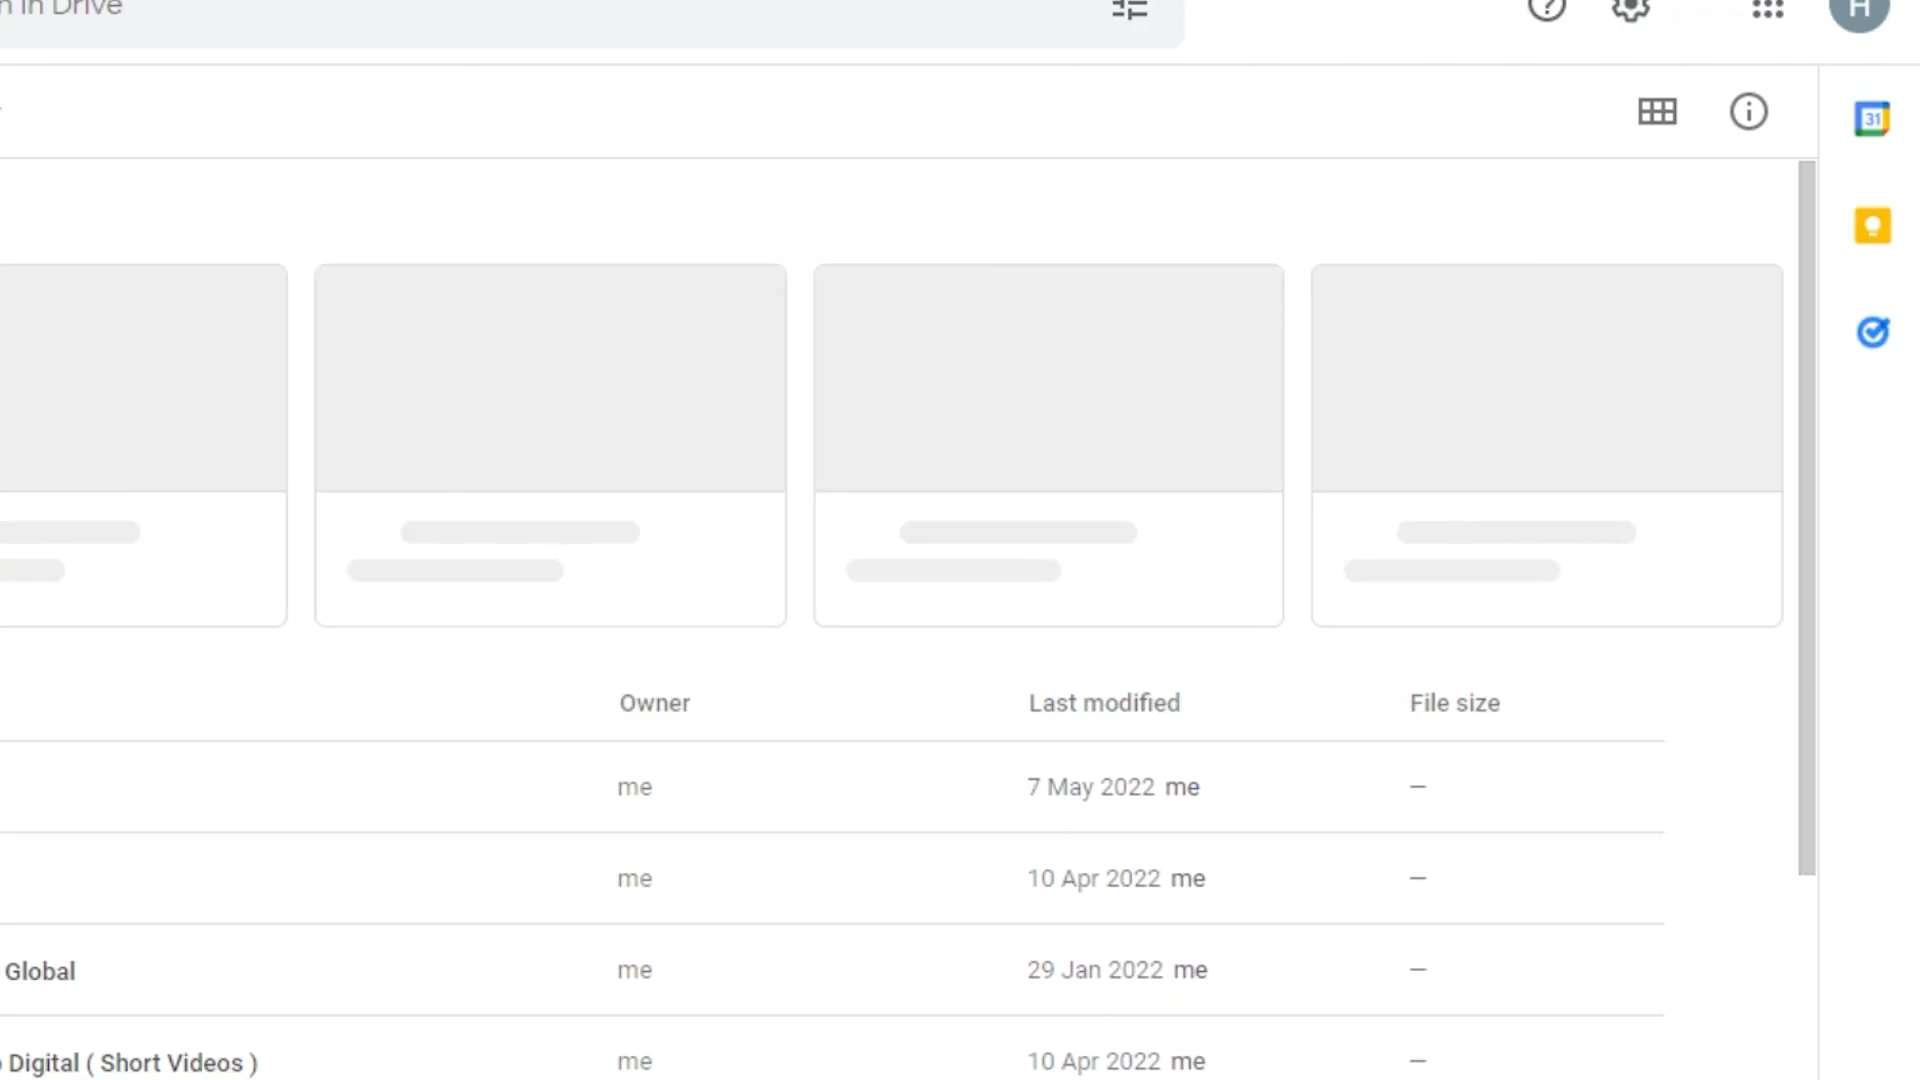 in Drive
H
31
Owner Last modified File size
me 7 May 2022 me –
me 10 Apr 2022 me –
Global me 29 Jan 2022 me –
Digital ( Short Videos ) me 10 Apr 2022 me –